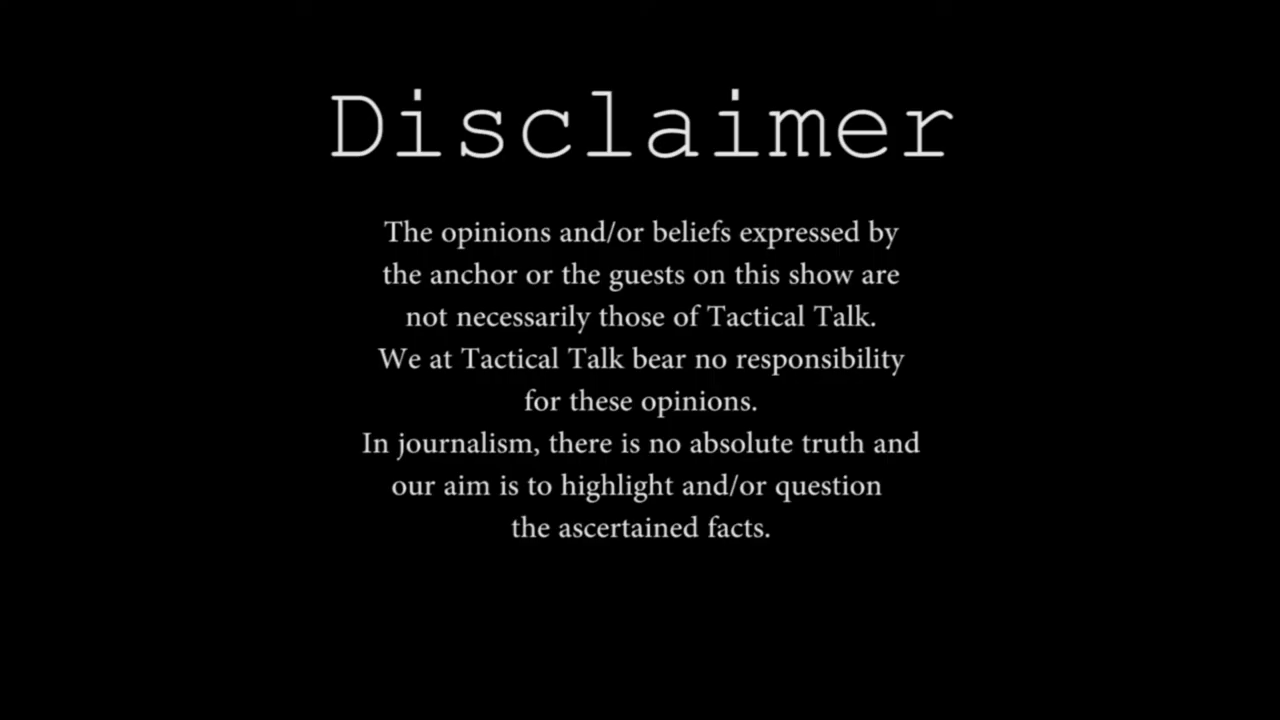 Disclaimer
The opinions and/or beliefs expressed by
the anchor or the guests on this show are
not necessarily those of Tactical Talk.
We at Tactical Talk bear no responsibility
for these opinions.
In journalism, there is no absolute truth and
our aim is to highlight and/or question
the ascertained facts.